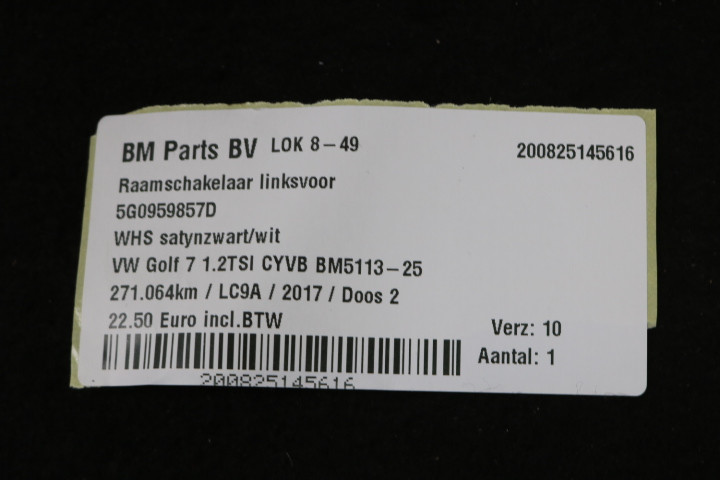 BM Parts BV LOK 8-49 200825145616
Raamschakelaar linksvoor
5G0959857D
WHS satynzwart/wit
VW Golf 7 1.2TSI CYVB BM5113-25
271.064km / LC9A / 2017 / Doos 2
22.50 Euro incl.BTW Verz: 10
Aantal: 1
200825145616